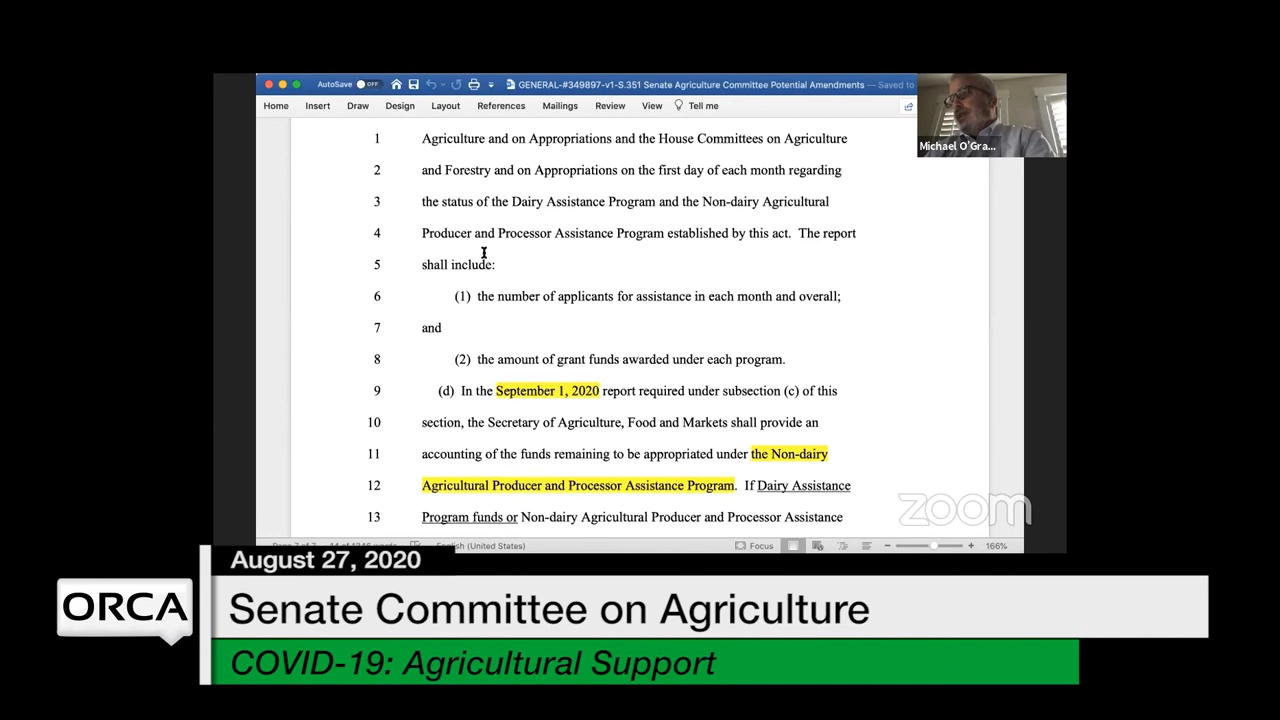 AutoSave OFF GENERAL-#349897-v1-S.351 Senate Agriculture Committee Potential Amendments — Saved to
Home Insert Draw Design Layout References Mailings Review View Tell me
Michael O'Gra...
1 Agriculture and on Appropriations and the House Committees on Agriculture
2 and Forestry and on Appropriations on the first day of each month regarding
3 the status of the Dairy Assistance Program and the Non-dairy Agricultural
4 Producer and Processor Assistance Program established by this act. The report
5 shall include:
6 (1) the number of applicants for assistance in each month and overall;
7 and
8 (2) the amount of grant funds awarded under each program.
9 (d) In the September 1, 2020 report required under subsection (c) of this
10 section, the Secretary of Agriculture, Food and Markets shall provide an
11 accounting of the funds remaining to be appropriated under the Non-dairy
12 Agricultural Producer and Processor Assistance Program. If Dairy Assistance
13 Program funds or Non-dairy Agricultural Producer and Processor Assistance
zoom
English (United States) Focus 166%
August 27, 2020
ORCA
Senate Committee on Agriculture
COVID-19: Agricultural Support